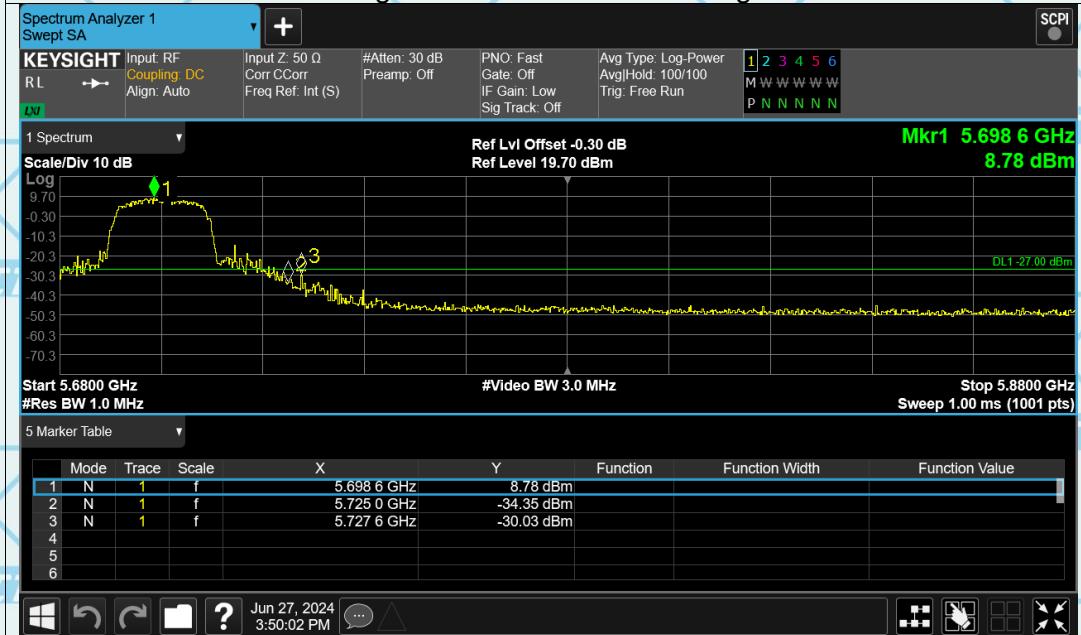 Spectrum Analyzer 1
Swept SA
+
SCPI
KEYSIGHT Input: RF Input Z: 50 Ω #Atten: 30 dB PNO: Fast Avg Type: Log-Power 1 2 3 4 5 6
R L Coupling: DC Corr CCorr Preamp: Off Gate: Off Avg|Hold: 100/100 M W W W W W
Align: Auto Freq Ref: Int (S) IF Gain: Low Trig: Free Run
LXI Sig Track: Off P N N N N N
1 Spectrum Ref Lvl Offset -0.30 dB Mkr1 5.698 6 GHz
Scale/Div 10 dB Ref Level 19.70 dBm 8.78 dBm
Log
1
9.70
-0.30
-10.3
-20.3 2 3 DL1 -27.00 dBm
-30.3
-40.3
-50.3
-60.3
-70.3
Start 5.6800 GHz #Video BW 3.0 MHz Stop 5.8800 GHz
#Res BW 1.0 MHz Sweep 1.00 ms (1001 pts)
5 Marker Table
Mode Trace Scale X Y Function Function Width Function Value
1 N 1 f 5.698 6 GHz 8.78 dBm
2 N 1 f 5.725 0 GHz -34.35 dBm
3 N 1 f 5.727 6 GHz -30.03 dBm
4
5
6
? Jun 27, 2024
3:50:02 PM